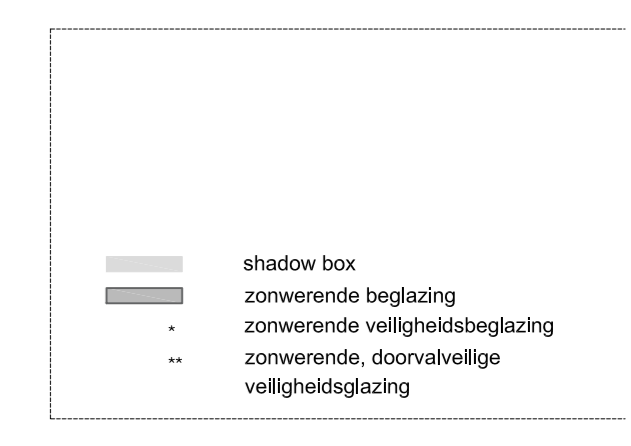 shadow box
zonwerende beglazing
* zonwerende veiligheidsbeglazing
** zonwerende, doorvalveilige
veiligheidsglazing